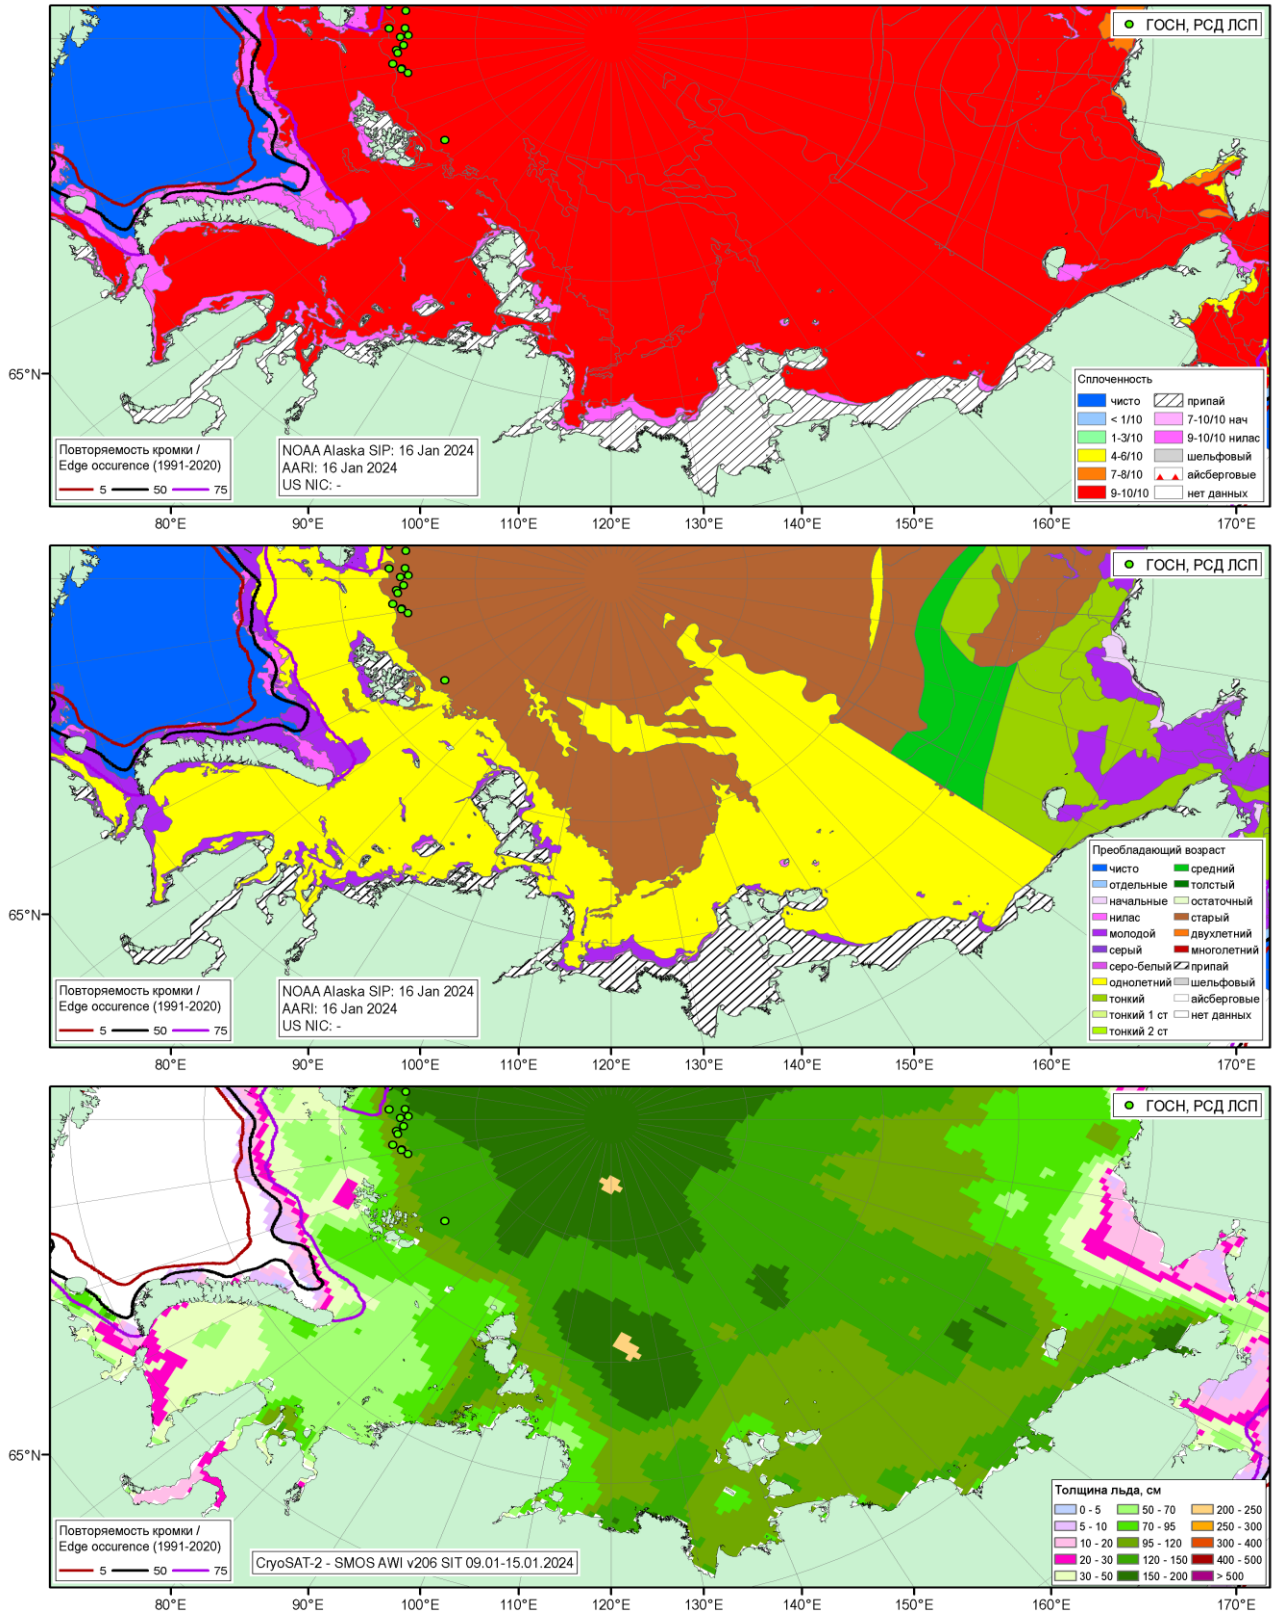 ГОСН, РСД ЛСП
65°N
Сплоченность
чисто
припай
< 1/10
7-10/10 нач
1-3/10
9-10/10 нилас
4-6/10
шельфовый
7-8/10
айсберговые
9-10/10
нет данных
Повторяемость кромки /
Edge occurence (1991-2020)
5 50 75
NOAA Alaska SIP: 16 Jan 2024
AARI: 16 Jan 2024
US NIC: -
80°E 90°E 100°E 110°E 120°E 130°E 140°E 150°E 160°E 170°E
ГОСН, РСД ЛСП
65°N
Преобладающий возраст
чисто
средний
отдельные
толстый
начальные
остаточный
нилас
старый
молодой
двухлетний
серый
многолетний
серо-белый
припай
однолетний
шельфовый
тонкий
айсберговые
тонкий 1 ст
нет данных
тонкий 2 ст
Повторяемость кромки /
Edge occurence (1991-2020)
5 50 75
NOAA Alaska SIP: 16 Jan 2024
AARI: 16 Jan 2024
US NIC: -
80°E 90°E 100°E 110°E 120°E 130°E 140°E 150°E 160°E 170°E
ГОСН, РСД ЛСП
65°N
Толщина льда, см
0 - 5 50 - 70 200 - 250
5 - 10 70 - 95 250 - 300
10 - 20 95 - 120 300 - 400
20 - 30 120 - 150 400 - 500
30 - 50 150 - 200 > 500
Повторяемость кромки /
Edge occurence (1991-2020)
5 50 75
CryoSAT-2 - SMOS AWI v206 SIT 09.01-15.01.2024
80°E 90°E 100°E 110°E 120°E 130°E 140°E 150°E 160°E 170°E